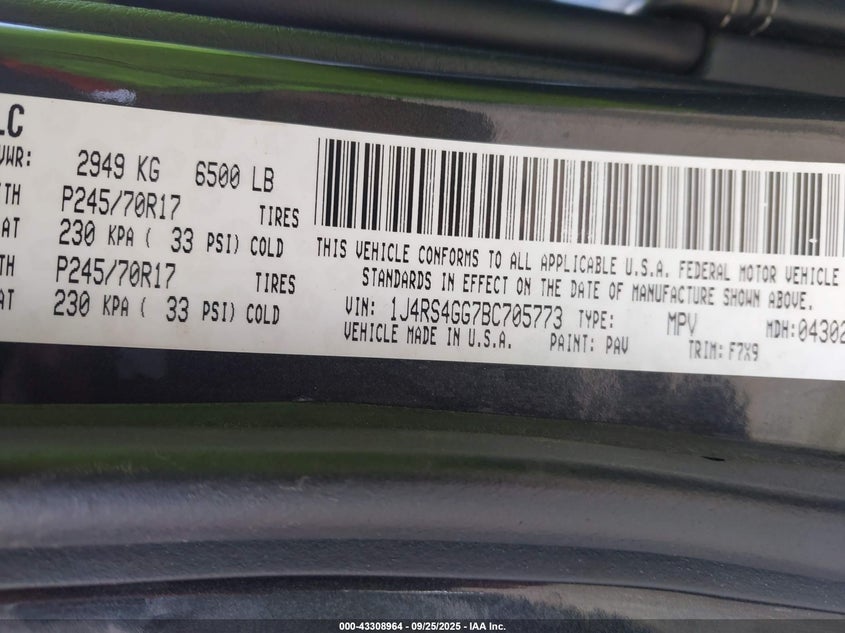 LC
VWR: 2949 KG 6500 LB
TH P245/70R17 TIRES
AT 230 KPA ( 33 PSI) COLD
TH P245/70R17 TIRES
AT 230 KPA ( 33 PSI) COLD
THIS VEHICLE CONFORMS TO ALL APPLICABLE U.S.A. FEDERAL MOTOR VEHICLE
STANDARDS IN EFFECT ON THE DATE OF MANUFACTURE SHOWN ABOVE.
VIN: 1J4RS4GG7BC705773 TYPE: MPV MDH: 04302
VEHICLE MADE IN U.S.A. PAINT: PAV TRIM: F7X9
000-43308964 - 09/25/2025 - IAA Inc.